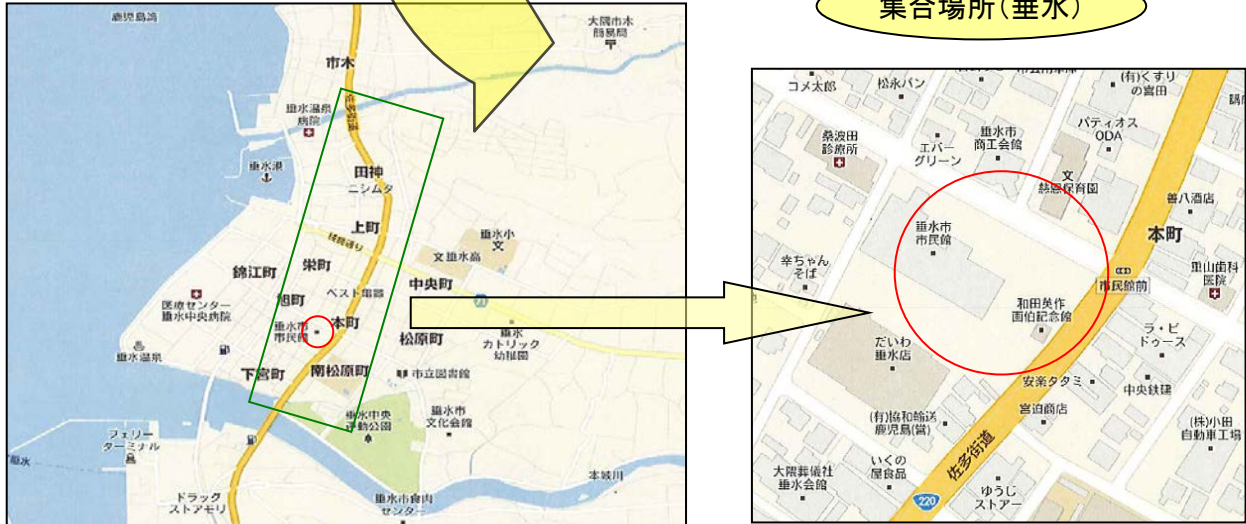 集合場所(垂水)
鹿児島湾
大隅市木
簡易局
市木
佐多街道
垂水温泉
病院
垂水港
田神
ニシムタ
上町
垂水小
文
文垂水高
錦江町
栄町
中央町
71
旭町
ベスト電器
医療センター
垂水中央病院
垂水市
市民館
本町
松原町
垂水
カトリック
幼稚園
垂水温泉
下宮町
南松原町
市立図書館
垂水中央
運動公園
垂水市
文化会館
フェリー
ターミナル
垂水
本城川
ドラッグ
ストアモリ
垂水市食肉
センター
コメ太郎
松永パン
(有)くすり
の富田
桑波田
診療所
エバー
グリーン
垂水市
商工会館
パティオス
ODA
文
慈恩保育園
善八酒店
垂水市
市民館
本町
幸ちゃん
そば
市民館前
重山歯科
医院
和田英作
画伯記念館
だいわ
垂水店
ラ・ビ
ドゥース
安楽タタミ
中央鉄建
宮迫商店
(有)協和輸送
鹿児島(営)
(株)小田
自動車工場
佐多街道
大隅葬儀社
垂水会館
いくの
屋食品
220
ゆうじ
ストアー